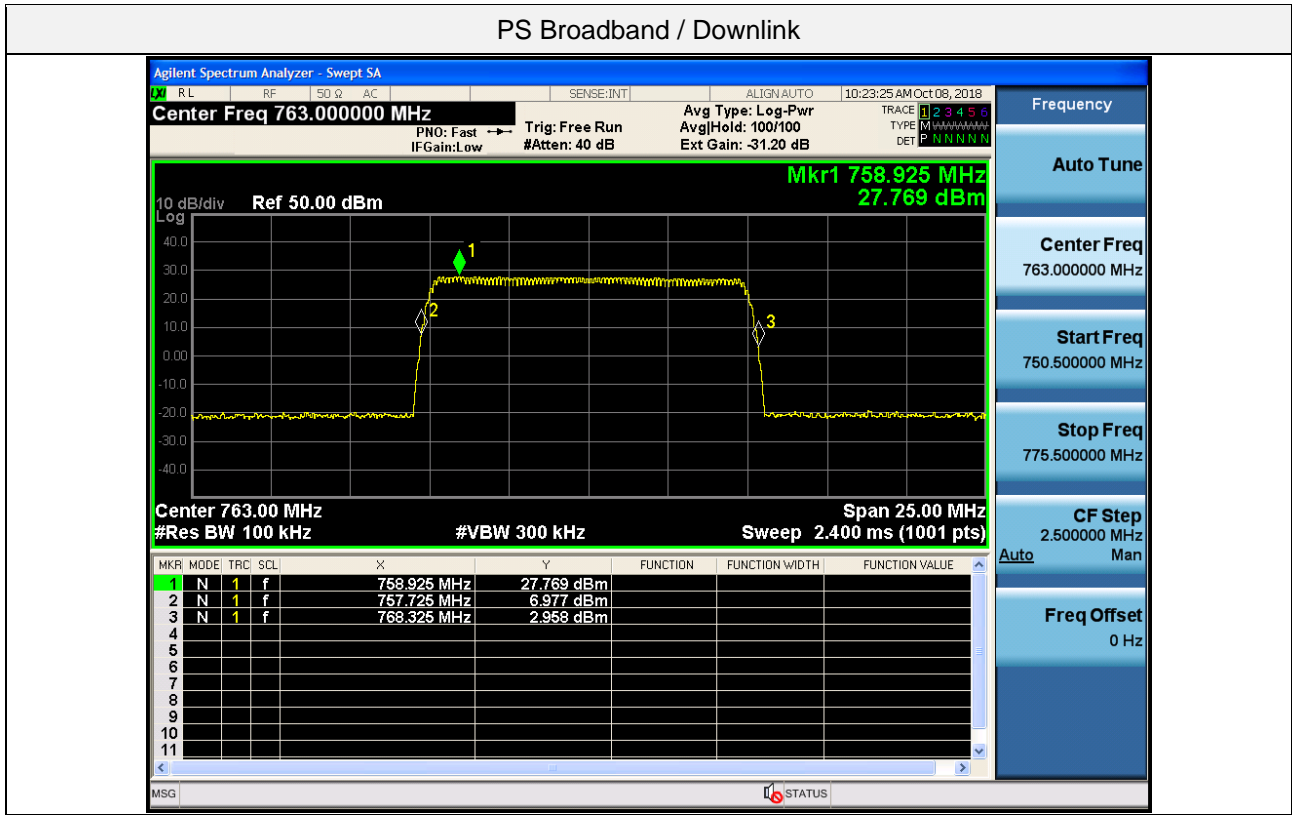 PS Broadband / Downlink
Agilent Spectrum Analyzer - Swept SA
LXI RL RF 50 Ω AC SENSE:INT ALIGN AUTO 10:23:25 AM Oct 08, 2018
Center Freq 763.000000 MHz
PNO: Fast
IFGain:Low
Trig: Free Run
#Atten: 40 dB
Avg Type: Log-Pwr
Avg|Hold: 100/100
Ext Gain: -31.20 dB
TRACE 1 2 3 4 5 6
TYPE M
DET P N N N N N
Mkr1 758.925 MHz
27.769 dBm
10 dB/div Ref 50.00 dBm
Log
40.0
30.0
20.0
10.0
0.00
-10.0
-20.0
-30.0
-40.0
1
2
3
Center 763.00 MHz Span 25.00 MHz
#Res BW 100 kHz #VBW 300 kHz Sweep 2.400 ms (1001 pts)
MKR MODE TRC SCL X Y FUNCTION FUNCTION WIDTH FUNCTION VALUE
1 N 1 f 758.925 MHz 27.769 dBm
2 N 1 f 757.725 MHz 6.977 dBm
3 N 1 f 768.325 MHz 2.958 dBm
4
5
6
7
8
9
10
11
MSG STATUS
Frequency
Auto Tune
Center Freq
763.000000 MHz
Start Freq
750.500000 MHz
Stop Freq
775.500000 MHz
CF Step
2.500000 MHz
Auto Man
Freq Offset
0 Hz